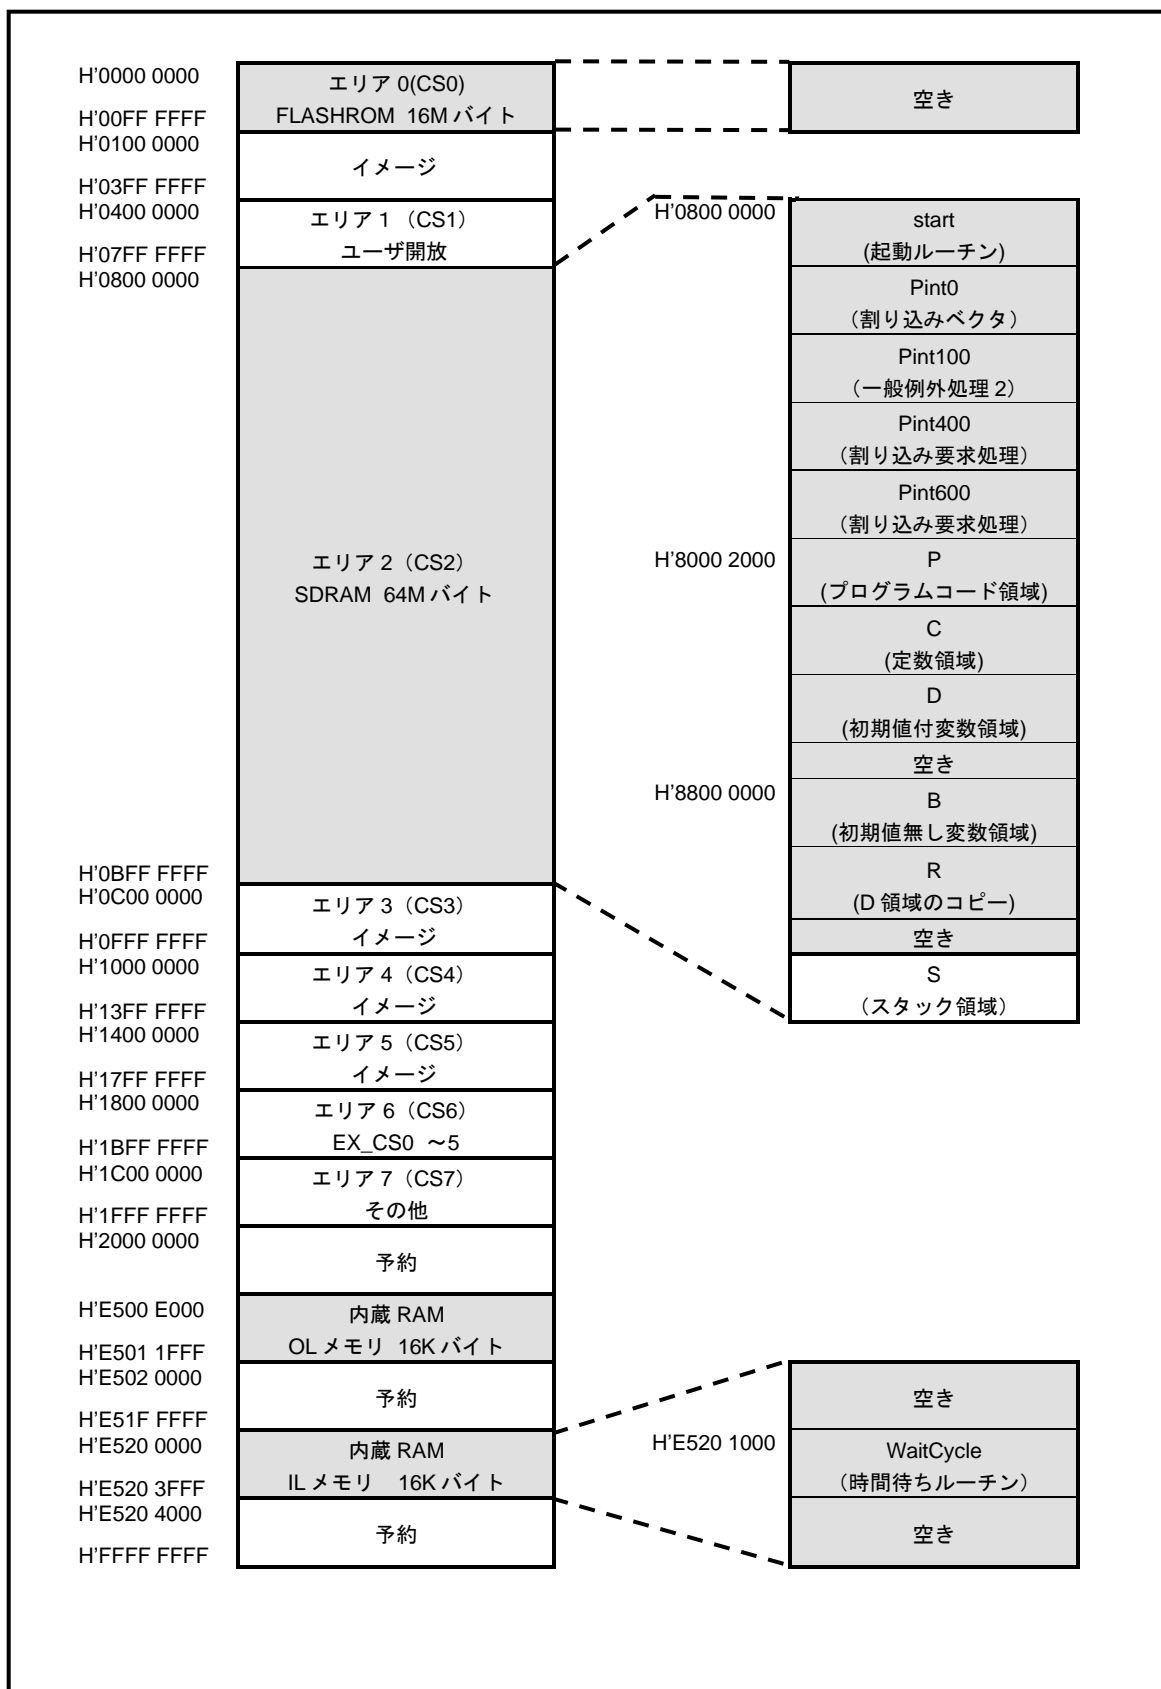 H'0000 0000
エリア 0(CS0)
FLASHROM 16M バイト
H'00FF FFFF
H'0100 0000
イメージ
H'03FF FFFF
H'0400 0000
エリア 1 （CS1）
ユーザ開放
H'07FF FFFF
H'0800 0000
エリア 2（CS2）
SDRAM 64M バイト
H'0BFF FFFF
H'0C00 0000
エリア 3（CS3）
イメージ
H'0FFF FFFF
H'1000 0000
エリア 4（CS4）
イメージ
H'13FF FFFF
H'1400 0000
エリア 5（CS5）
イメージ
H'17FF FFFF
H'1800 0000
エリア 6（CS6）
EX_CS0 ～5
H'1BFF FFFF
H'1C00 0000
エリア 7（CS7）
その他
H'1FFF FFFF
H'2000 0000
予約
H'E500 E000
内蔵 RAM
OL メモリ 16K バイト
H'E501 1FFF
H'E502 0000
予約
H'E51F FFFF
H'E520 0000
内蔵 RAM
IL メモリ 16K バイト
H'E520 3FFF
H'E520 4000
予約
H'FFFF FFFF
空き
H'0800 0000
start
(起動ルーチン)
Pint0
（割り込みベクタ）
Pint100
（一般例外処理 2）
Pint400
（割り込み要求処理）
Pint600
（割り込み要求処理）
H'8000 2000
P
(プログラムコード領域)
C
(定数領域)
D
(初期値付変数領域)
空き
H'8800 0000
B
(初期値無し変数領域)
R
(D 領域のコピー)
空き
S
（スタック領域）
空き
H'E520 1000
WaitCycle
（時間待ちルーチン）
空き